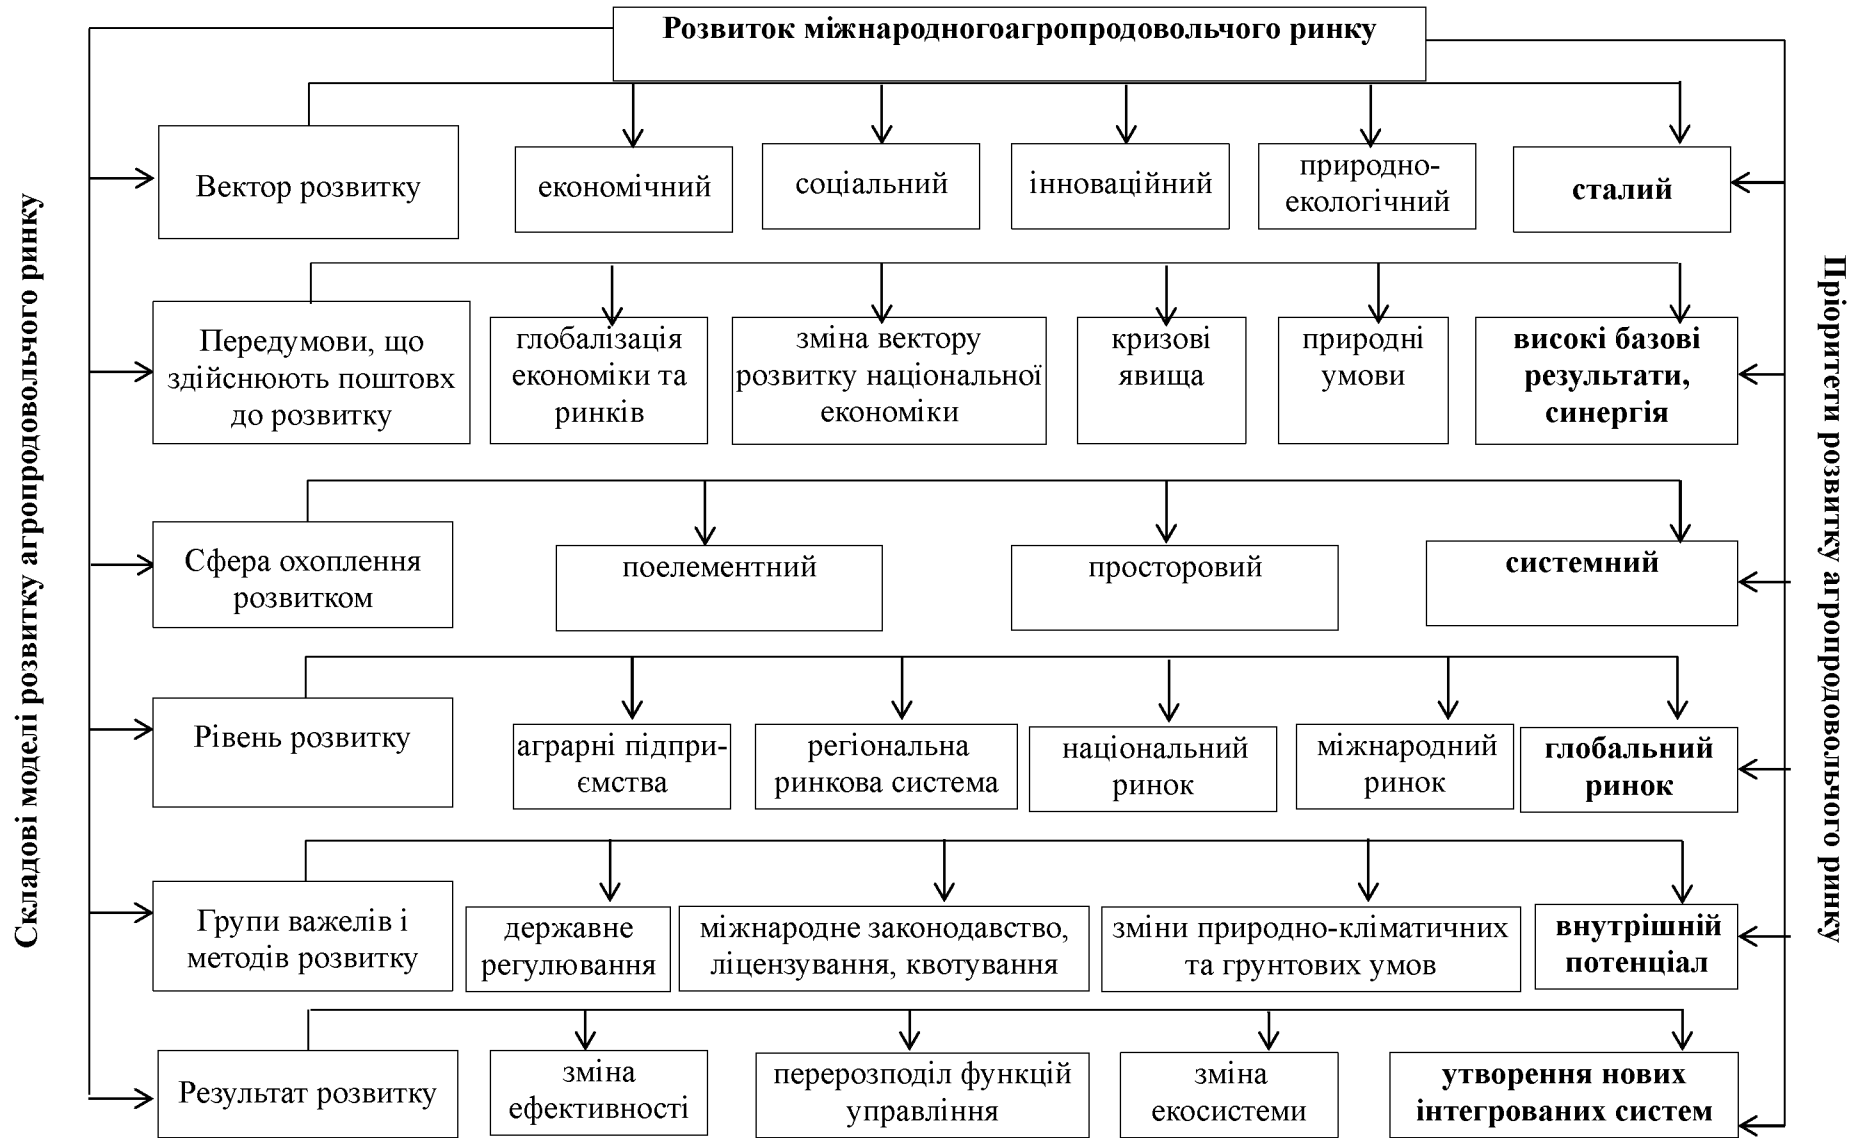 Розвиток міжнародногоагропродовольчого ринку
Складові моделі розвитку агропродовольчого ринку
Вектор розвитку
економічний
соціальний
інноваційний
природно-
екологічний
сталий
Передумови, що
здійснюють поштовх
до розвитку
глобалізація
економіки та
ринків
зміна вектору
розвитку національної
економіки
кризові
явища
природні
умови
високі базові
результати,
синергія
Сфера охоплення
розвитком
поелементний
просторовий
системний
Рівень розвитку
аграрні підпри-
ємства
регіональна
ринкова система
національний
ринок
міжнародний
ринок
глобальний
ринок
Групи важелів і
методів розвитку
державне
регулювання
міжнародне законодавство,
ліцензування, квотування
зміни природно-кліматичних
та грунтових умов
внутрішній
потенціал
Результат розвитку
зміна
ефективності
перерозподіл функцій
управління
зміна
екосистеми
утворення нових
інтегрованих систем
Пріоритети розвитку агропродовольчого ринку